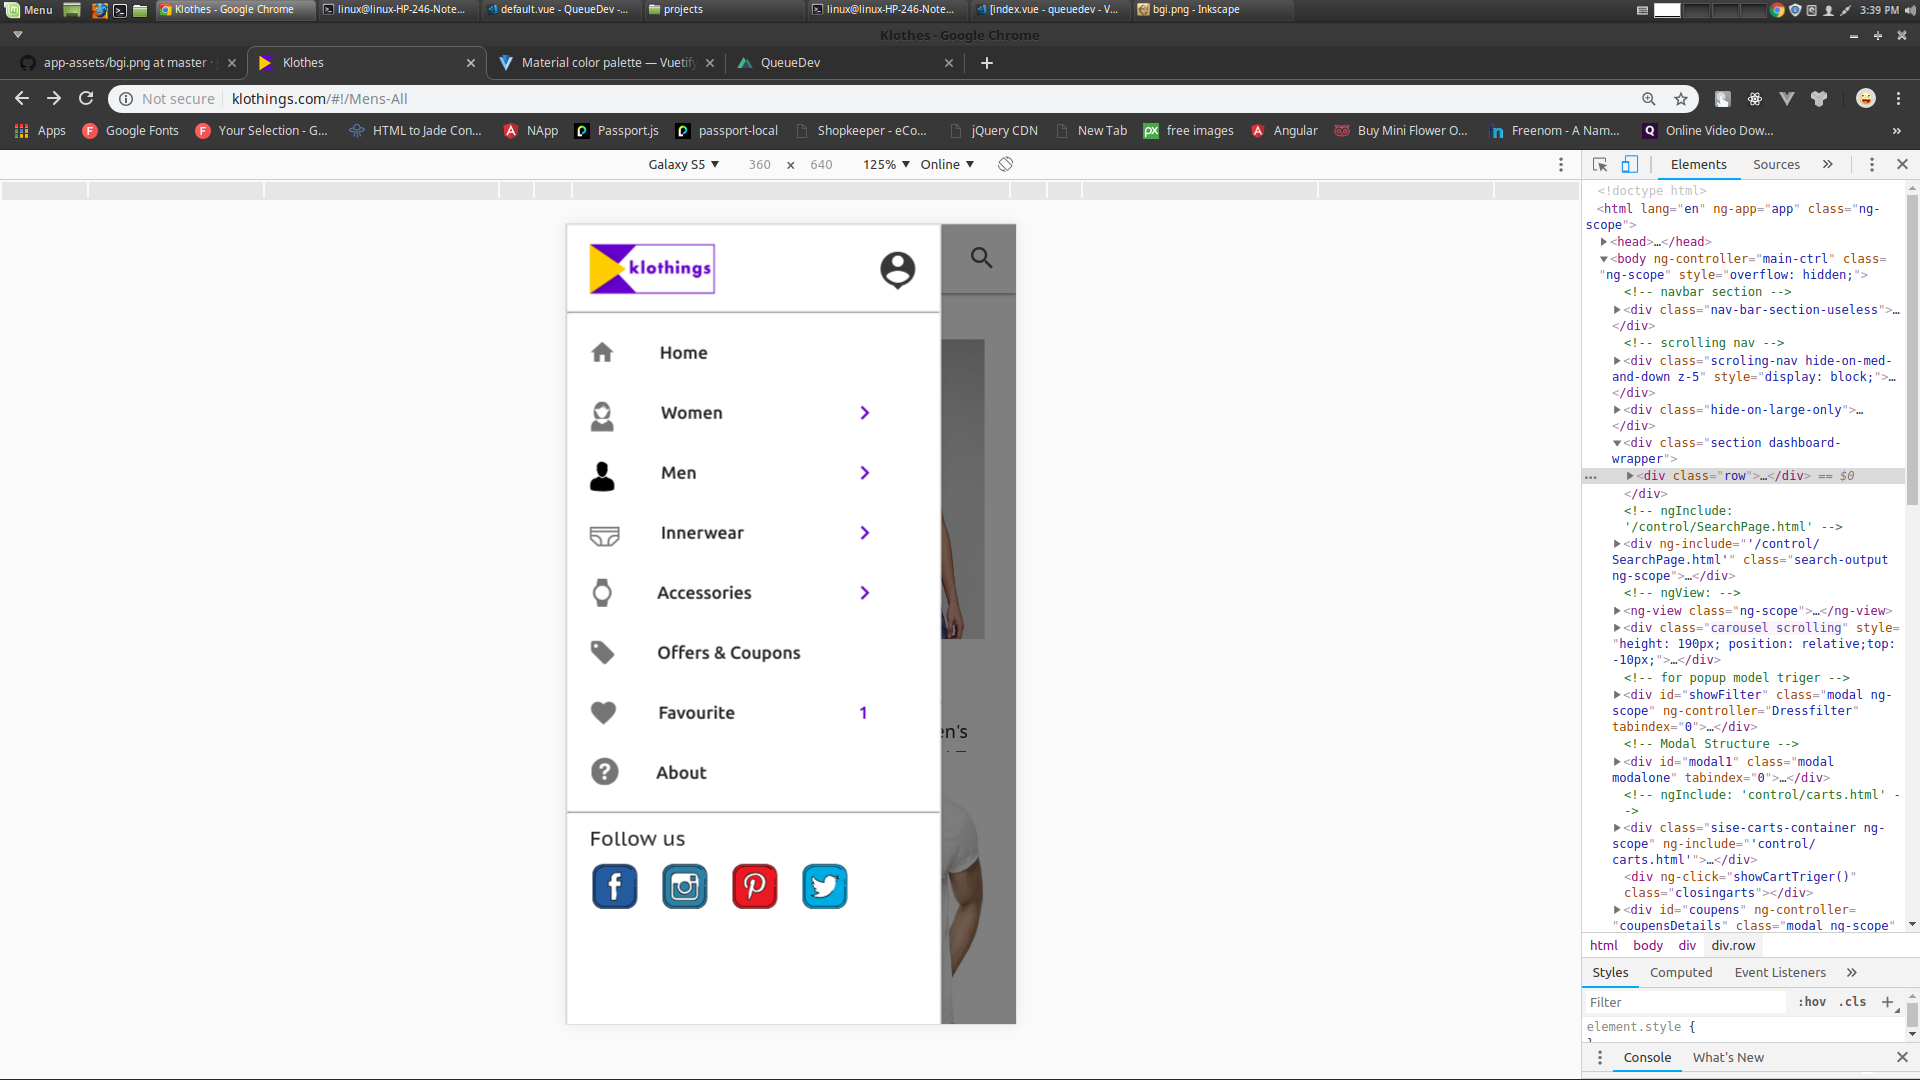 Menu
Klothes - Google Chrome
linux@linux-HP-246-Note...
default.vue - QueueDev -...
projects
linux@linux-HP-246-Note...
[index.vue - queuedev - V...
bgi.png - Inkscape
3:39 PM
Klothes - Google Chrome
app-assets/bgi.png at master ·
Klothes
Material color palette — Vuetify
QueueDev
Not secure
klothings.com/#!/Mens-All
Apps
Google Fonts
Your Selection - G...
HTML to Jade Con...
NApp
Passport.js
passport-local
Shopkeeper - eCo...
jQuery CDN
New Tab
free images
Angular
Buy Mini Flower O...
Freenom - A Nam...
Online Video Dow...
»
Galaxy S5 ▼ 360 × 640 125% ▼ Online ▼
klothings
Home
Women
Men
Innerwear
Accessories
Offers & Coupons
Favourite 1
About
Follow us
en's
Elements Sources »
<!doctype html>
<html lang="en" ng-app="app" class="ng-
scope">
<head>…</head>
<body ng-controller="main-ctrl" class=
"ng-scope" style="overflow: hidden;">
<!-- navbar section -->
<div class="nav-bar-section-useless">…
</div>
<!-- scrolling nav -->
<div class="scroling-nav hide-on-med-
and-down z-5" style="display: block;">…
</div>
<div class="hide-on-large-only">…
</div>
<div class="section dashboard-
wrapper">
… <div class="row">…</div> == $0
</div>
<!-- ngInclude:
'/control/SearchPage.html' -->
<div ng-include="'/control/
SearchPage.html'" class="search-output
ng-scope">…</div>
<!-- ngView: -->
<ng-view class="ng-scope">…</ng-view>
<div class="carousel scrolling" style=
"height: 190px; position: relative;top:
-10px;">…</div>
<!-- for popup model triger -->
<div id="showFilter" class="modal ng-
scope" ng-controller="Dressfilter"
tabindex="0">…</div>
<!-- Modal Structure -->
<div id="modal1" class="modal
modalone" tabindex="0">…</div>
<!-- ngInclude: 'control/carts.html' -
->
<div class="sise-carts-container ng-
scope" ng-include="'control/
carts.html'">…</div>
<div ng-click="showCartTriger()"
class="closingarts"></div>
<div id="coupens" ng-controller=
"coupensDetails" class="modal ng-scope"
html body div div.row
Styles Computed Event Listeners »
Filter :hov .cls +
element.style {
Console What's New